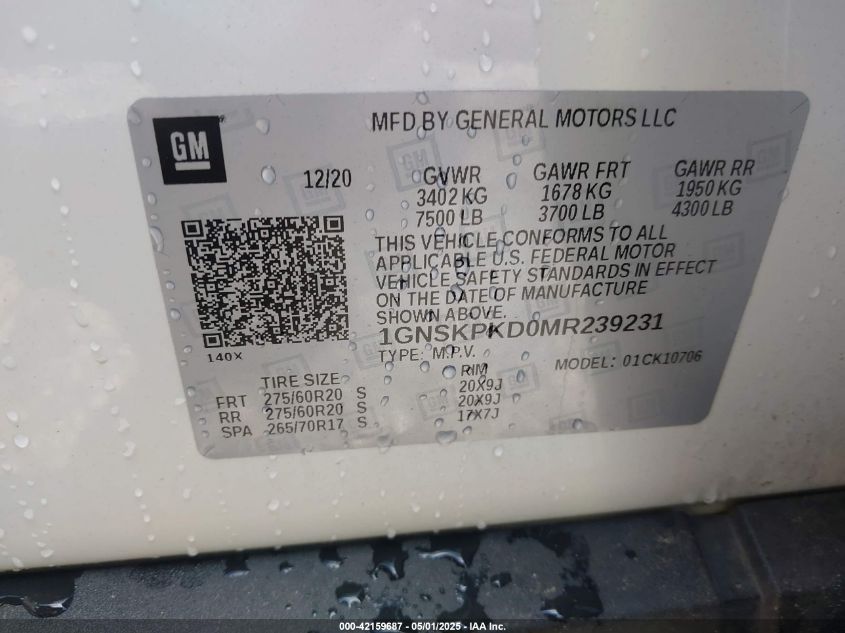 GM
MFD BY GENERAL MOTORS LLC
12/20
GVWR GAWR FRT GAWR RR
3402 KG 1678 KG 1950 KG
7500 LB 3700 LB 4300 LB
THIS VEHICLE CONFORMS TO ALL
APPLICABLE U.S. FEDERAL MOTOR
VEHICLE SAFETY STANDARDS IN EFFECT
ON THE DATE OF MANUFACTURE
SHOWN ABOVE.
1GNSKPKD0MR239231
140X
TYPE: M.P.V. MODEL: 01CK10706
TIRE SIZE RIM
FRT 275/60R20 S 20X9J
RR 275/60R20 S 20X9J
SPA 265/70R17 S 17X7J
000-42159687 - 05/01/2025 - IAA Inc.